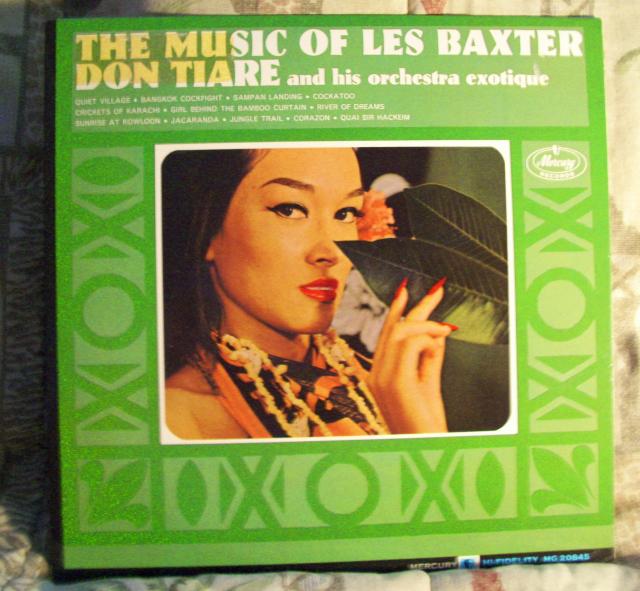 THE MUSIC OF LES BAXTER
DON TIARE and his orchestra exotique
QUIET VILLAGE • BANGKOK COCKFIGHT • SAMPAN LANDING • COCKATOO
CRICKETS OF KARACHI • GIRL BEHIND THE BAMBOO CURTAIN • RIVER OF DREAMS
SUNRISE AT KOWLOON • JACARANDA • JUNGLE TRAIL • CORAZON • QUAI SIR HACKEIM
Mercury
RECORDS
MERCURY HI-FIDELITY MG 20845